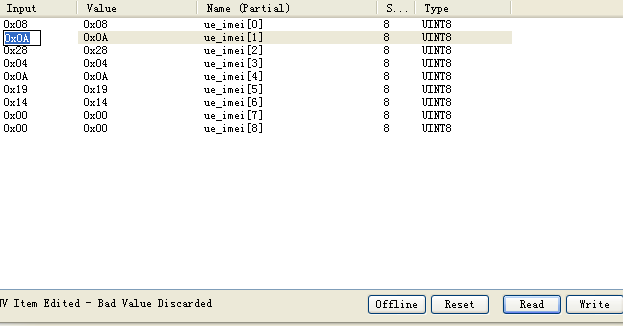 Input Value Name (Partial) S... Type
0x08 0x08 ue_imei[0] 8 UINT8
0x0A 0x0A ue_imei[1] 8 UINT8
0x28 0x28 ue_imei[2] 8 UINT8
0x04 0x04 ue_imei[3] 8 UINT8
0x0A 0x0A ue_imei[4] 8 UINT8
0x19 0x19 ue_imei[5] 8 UINT8
0x14 0x14 ue_imei[6] 8 UINT8
0x00 0x00 ue_imei[7] 8 UINT8
0x00 0x00 ue_imei[8] 8 UINT8
NV Item Edited - Bad Value Discarded Offline Reset Read Write